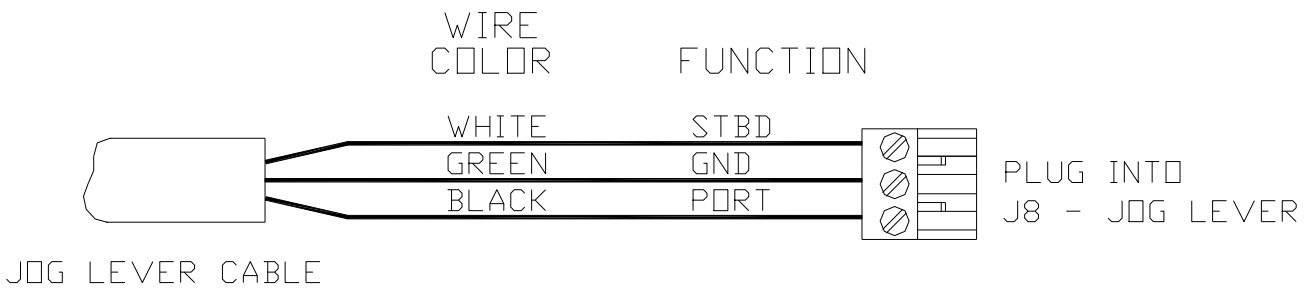 WIRE
COLOR
FUNCTION
WHITE
STBD
GREEN
GND
BLACK
PORT
PLUG INTO
J8 - JOG LEVER
JOG LEVER CABLE